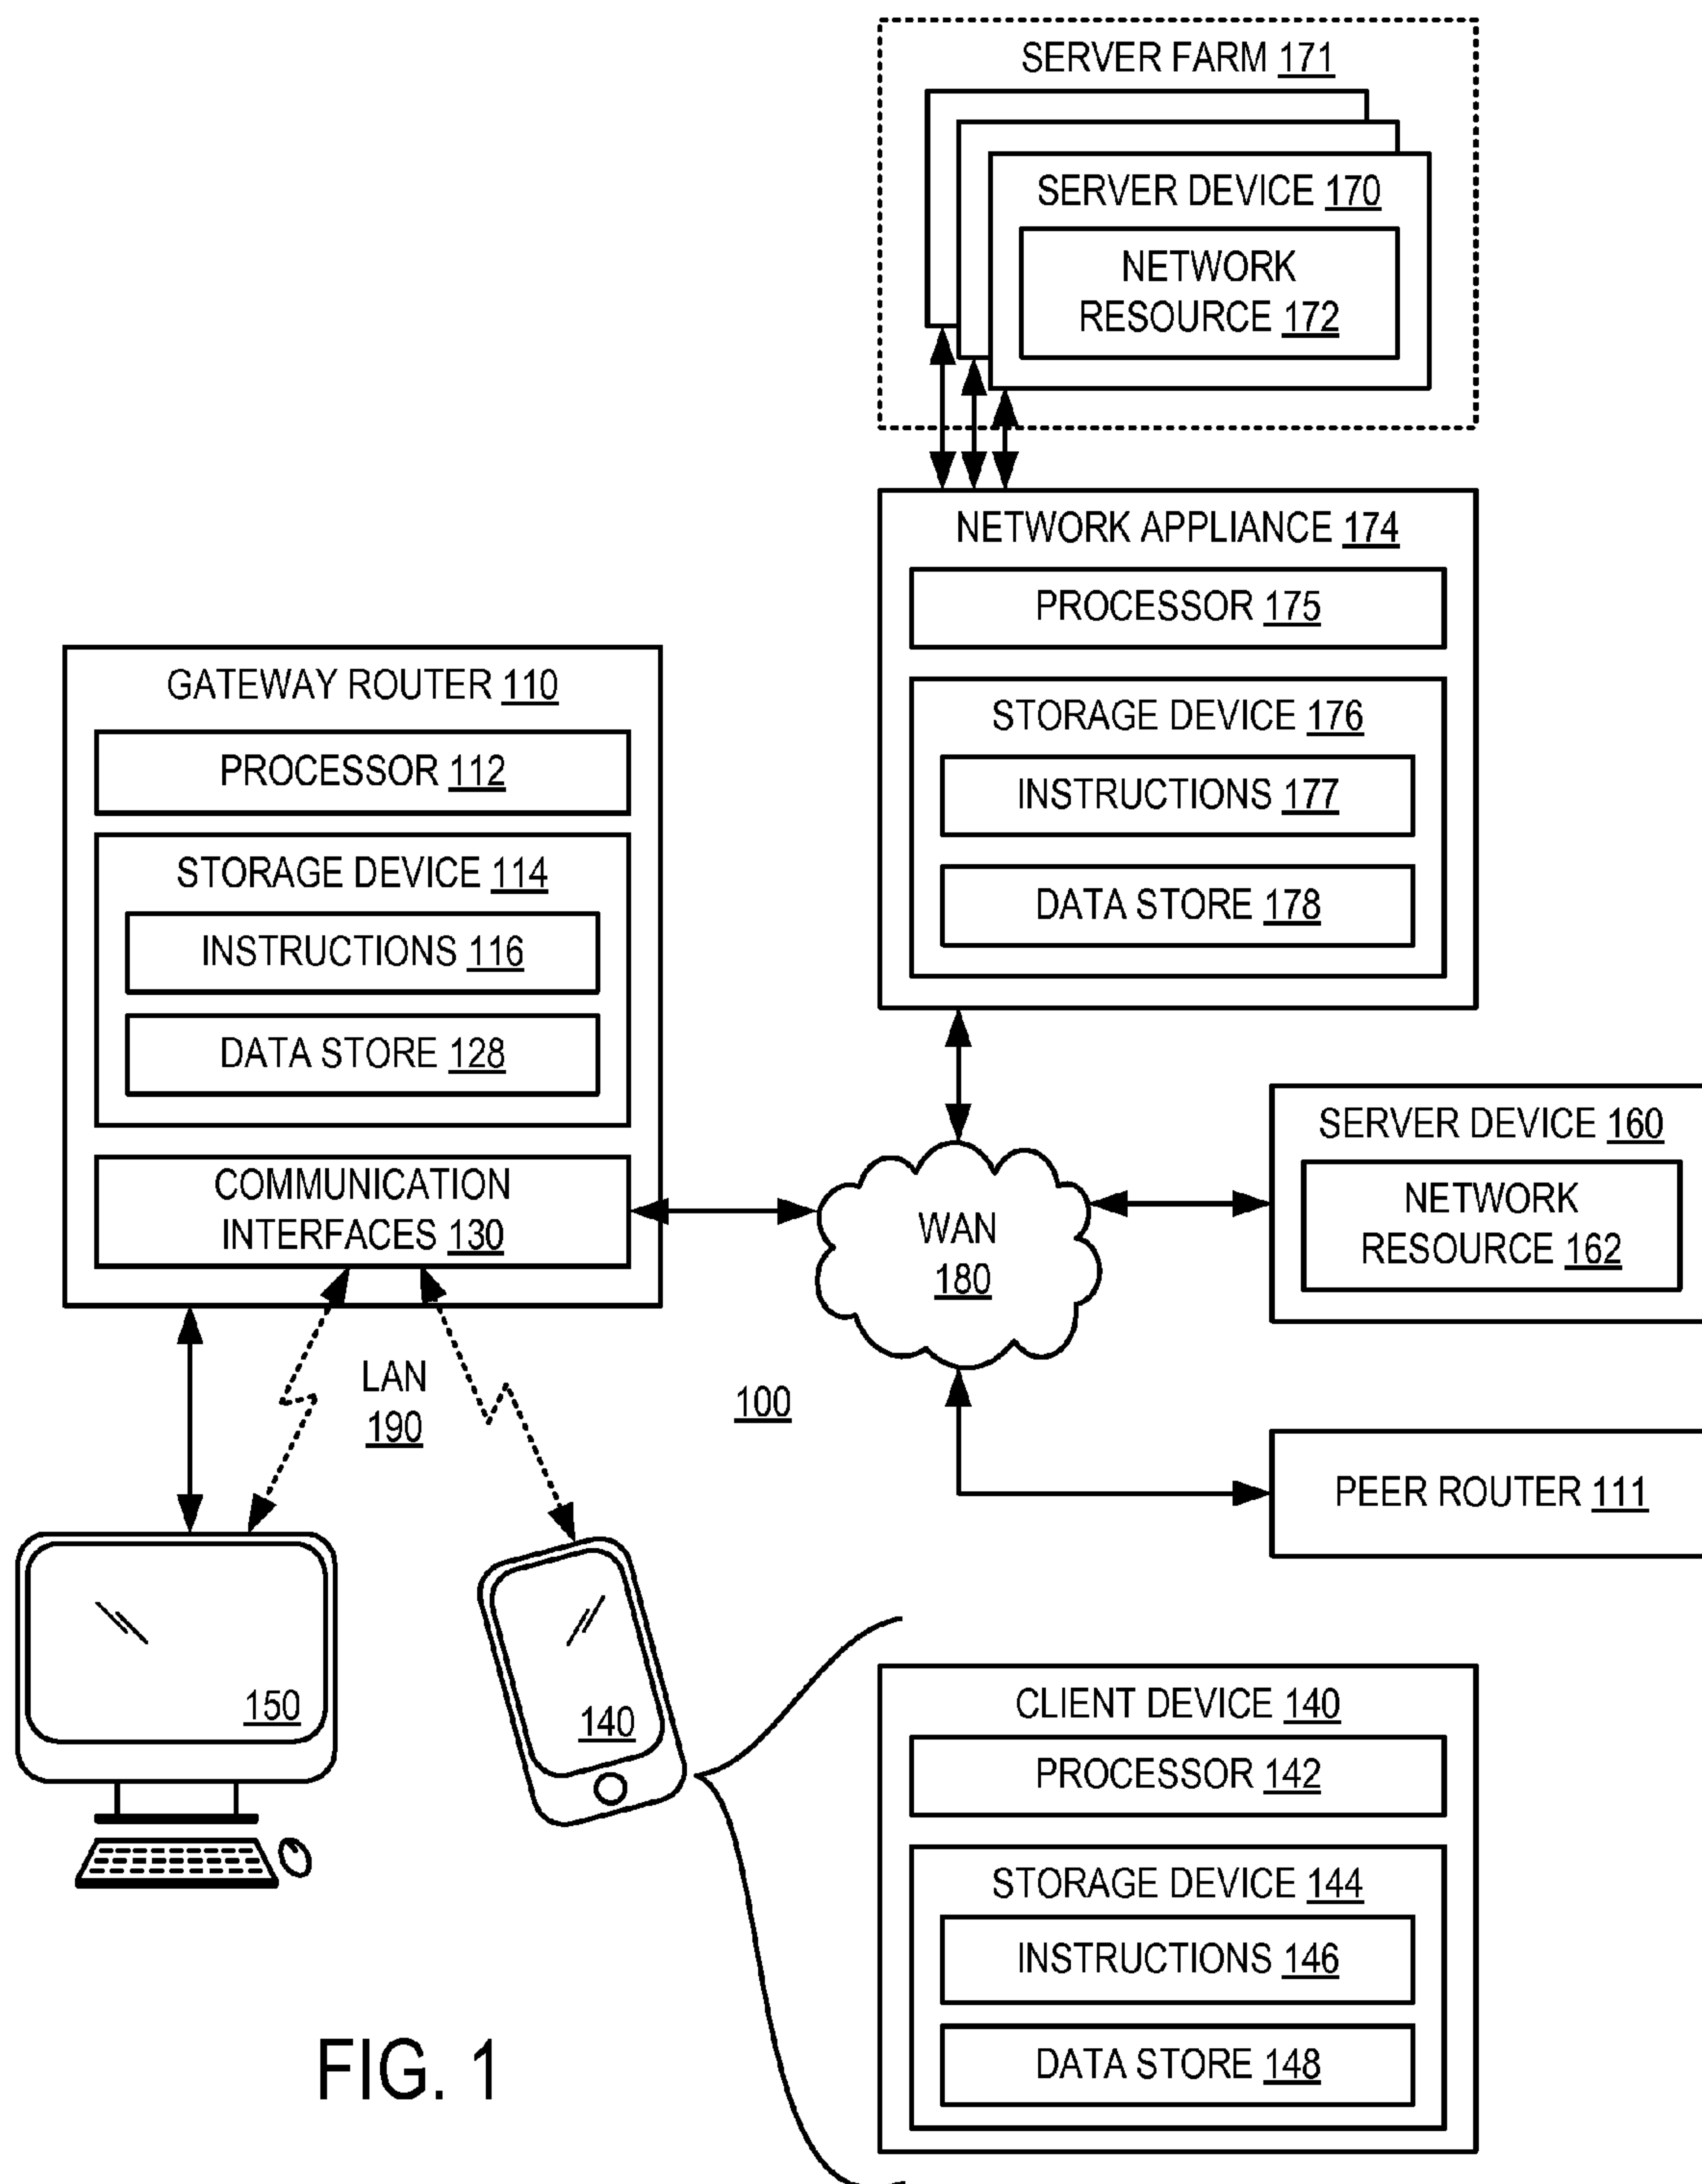 SERVER FARM 171
SERVER DEVICE 170
NETWORK
RESOURCE 172
NETWORK APPLIANCE 174
PROCESSOR 175
STORAGE DEVICE 176
INSTRUCTIONS 177
DATA STORE 178
GATEWAY ROUTER 110
PROCESSOR 112
STORAGE DEVICE 114
INSTRUCTIONS 116
DATA STORE 128
COMMUNICATION
INTERFACES 130
WAN
180
SERVER DEVICE 160
NETWORK
RESOURCE 162
LAN
190
100
PEER ROUTER 111
150
140
CLIENT DEVICE 140
PROCESSOR 142
STORAGE DEVICE 144
INSTRUCTIONS 146
DATA STORE 148
FIG. 1